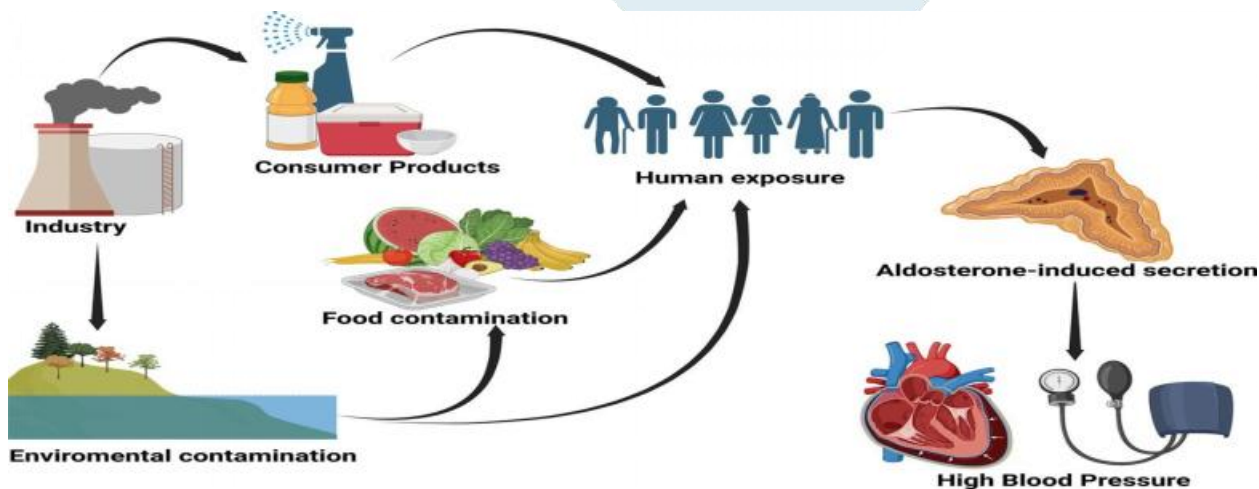 Consumer Products
Human exposure
Industry
Aldosterone-induced secretion
Food contamination
Enviromental contamination
High Blood Pressure